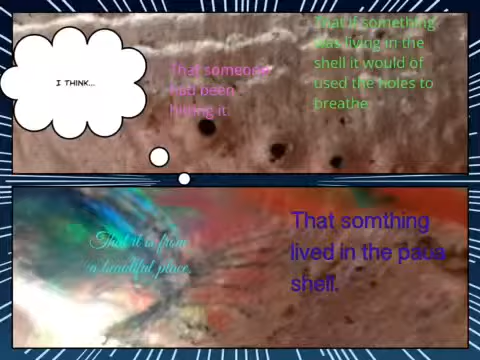 I THINK...
That someone
had been
hitting it.
That if something
was living in the
shell it would of
used the holes to
breathe
That it is from
a beautiful place.
That somthing
lived in the paua
shell.